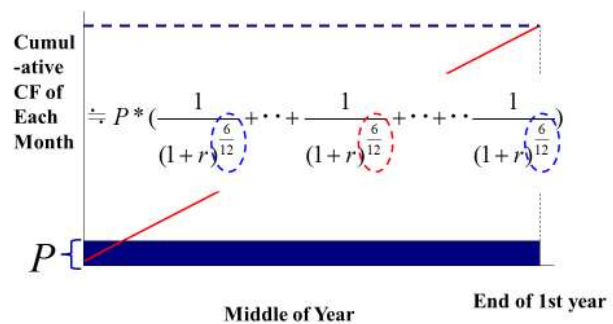 Cumul
-ative
CF of
Each
Month
≒ P * ( 1 / (1+r)^(6/12) + ‥ + 1 / (1+r)^(6/12) + ‥ + ‥ 1 / (1+r)^(6/12) )
P
Middle of Year
End of 1st year